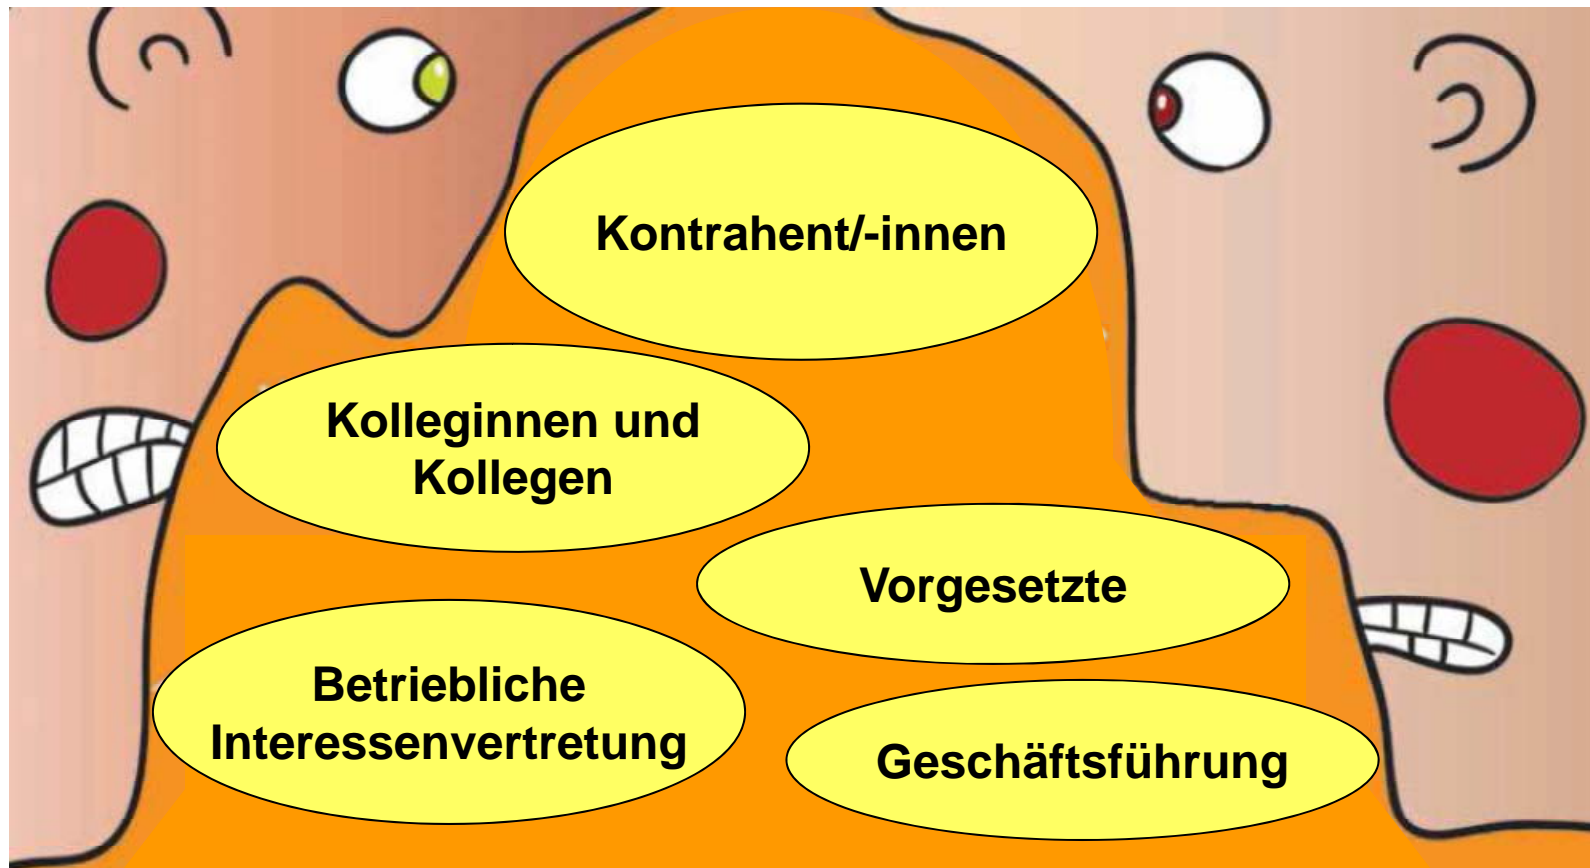 Kontrahent/-innen
Kolleginnen und
Kollegen
Vorgesetzte
Betriebliche
Interessenvertretung
Geschäftsführung